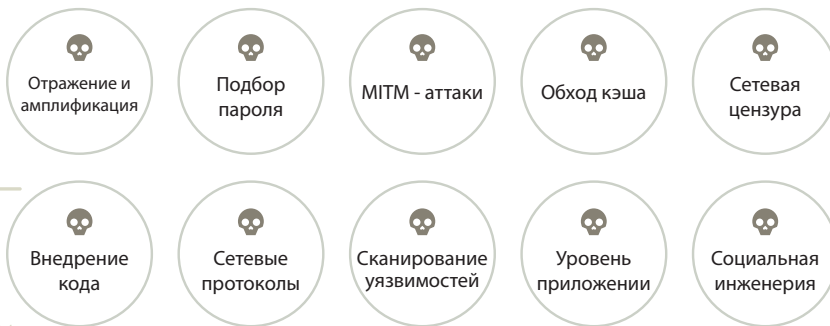 Отражение и
амплификация
Подбор
пароля
MITM - аттаки
Обход кэша
Сетевая
цензура
Внедрение
кода
Сетевые
протоколы
Сканирование
уязвимостей
Уровень
приложении
Социальная
инженерия